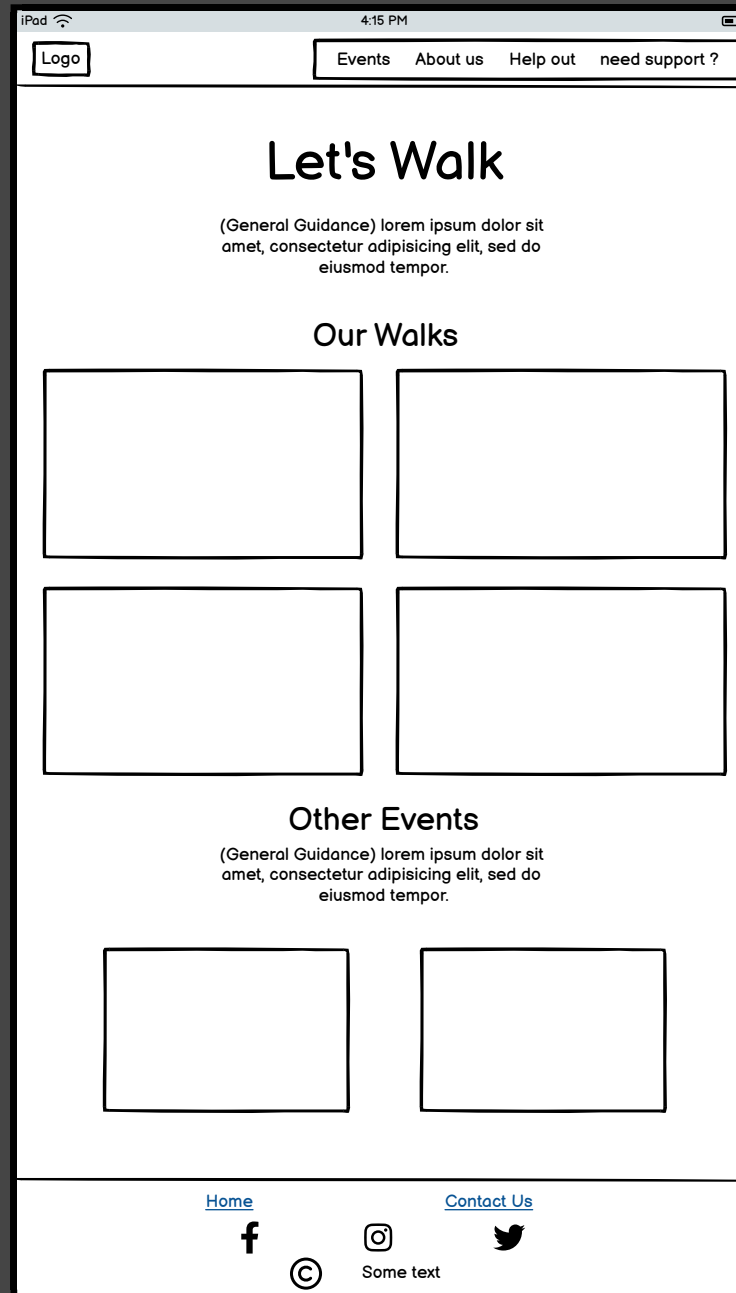 iPad 4:15 PM
Logo
Events About us Help out need support ?
Let's Walk
(General Guidance) lorem ipsum dolor sit
amet, consectetur adipisicing elit, sed do
eiusmod tempor.
Our Walks
Other Events
(General Guidance) lorem ipsum dolor sit
amet, consectetur adipisicing elit, sed do
eiusmod tempor.
Home Contact Us
© Some text